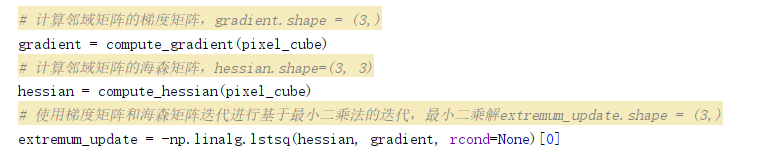 # 计算邻域矩阵的梯度矩阵，gradient.shape = (3,)
gradient = compute_gradient(pixel_cube)
# 计算邻域矩阵的海森矩阵，hessian.shape=(3, 3)
hessian = compute_hessian(pixel_cube)
# 使用梯度矩阵和海森矩阵迭代进行基于最小二乘法的迭代，最小二乘解extremum_update.shape = (3,)
extremum_update = -np.linalg.lstsq(hessian, gradient, rcond=None)[0]